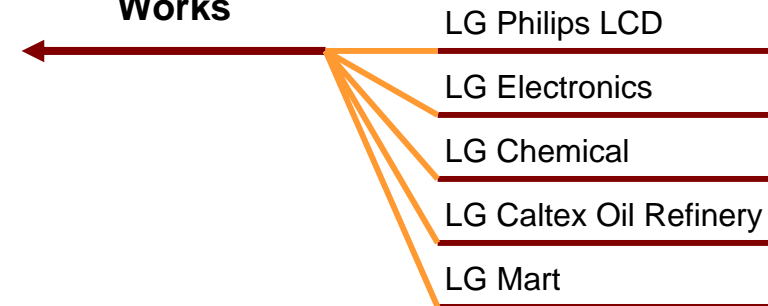 Works
LG Philips LCD
LG Electronics
LG Chemical
LG Caltex Oil Refinery
LG Mart